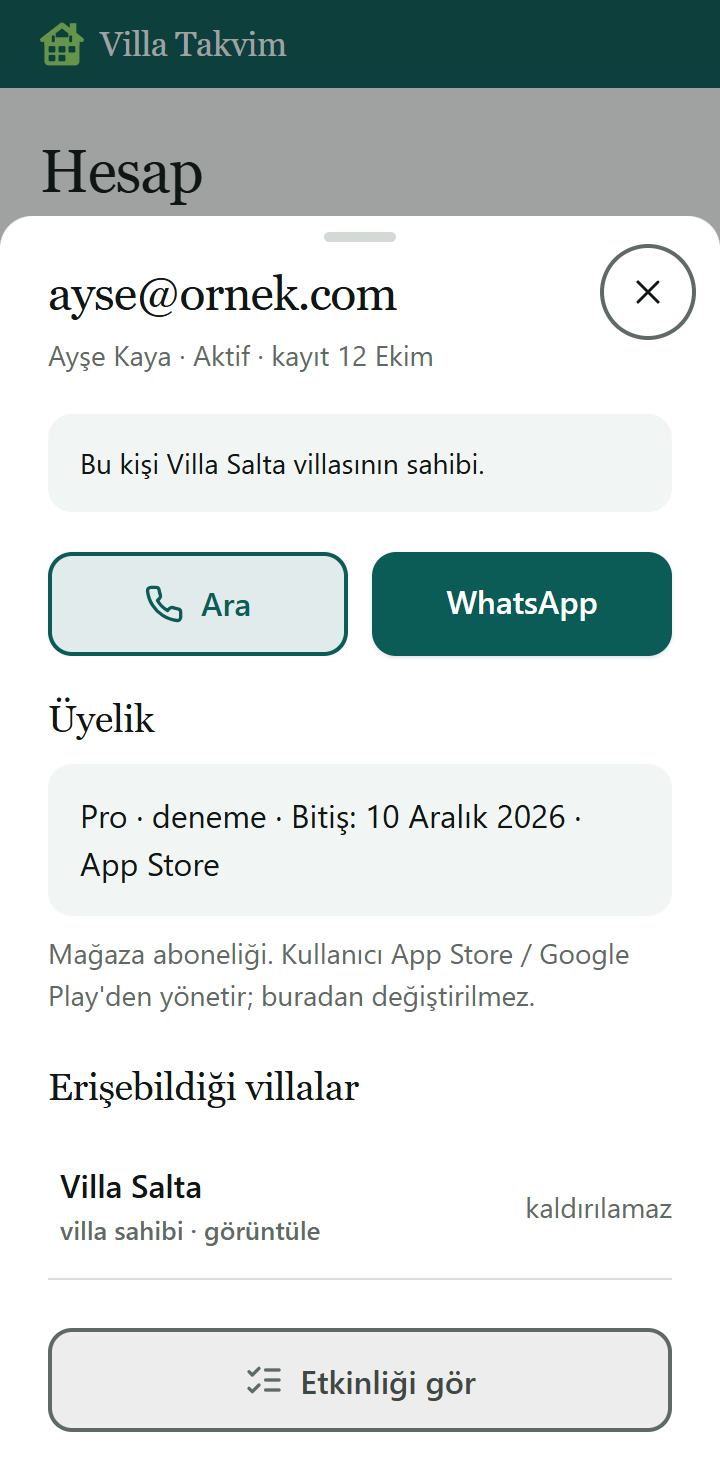 Villa Takvim
Hesap
ayse@ornek.com
Ayşe Kaya · Aktif · kayıt 12 Ekim
Bu kişi Villa Salta villasının sahibi.
Ara
WhatsApp
Üyelik
Pro · deneme · Bitiş: 10 Aralık 2026 ·
App Store
Mağaza aboneliği. Kullanıcı App Store / Google
Play'den yönetir; buradan değiştirilmez.
Erişebildiği villalar
Villa Salta
villa sahibi · görüntüle
kaldırılamaz
Etkinliği gör